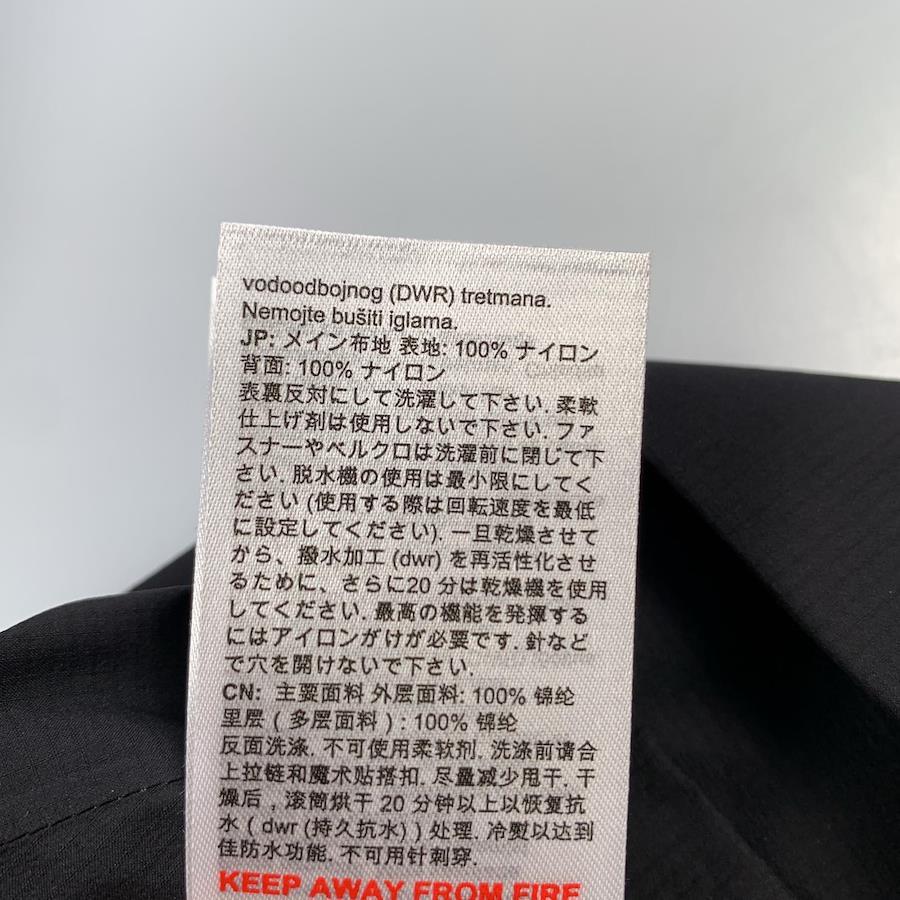 vodoodbojnog (DWR) tretmana.
Nemojte bušiti iglama.
JP: メイン布地 表地: 100% ナイロン
背面: 100% ナイロン
表裏反対にして洗濯して下さい. 柔軟
仕上げ剤は使用しないで下さい. ファ
スナーやベルクロは洗濯前に閉じて下
さい. 脱水機の使用は最小限にしてく
ださい (使用する際は回転速度を最低
に設定してください). 一旦乾燥させて
から、撥水加工 (dwr) を再活性化させ
るために、さらに20 分は乾燥機を使用
してください. 最高の機能を発揮する
にはアイロンがけが必要です. 針など
で穴を開けないで下さい.
CN: 主要面料 外层面料: 100% 锦纶
里层 ( 多层面料 ) : 100% 锦纶
反面洗涤. 不可使用柔软剂. 洗涤前请合
上拉链和魔术贴搭扣. 尽量减少甩干. 干
燥后 , 滚筒烘干 20 分钟以上以恢复抗
水 ( dwr (持久抗水) ) 处理. 冷熨以达到
佳防水功能. 不可用针刺穿.
KEEP AWAY FROM FIRE